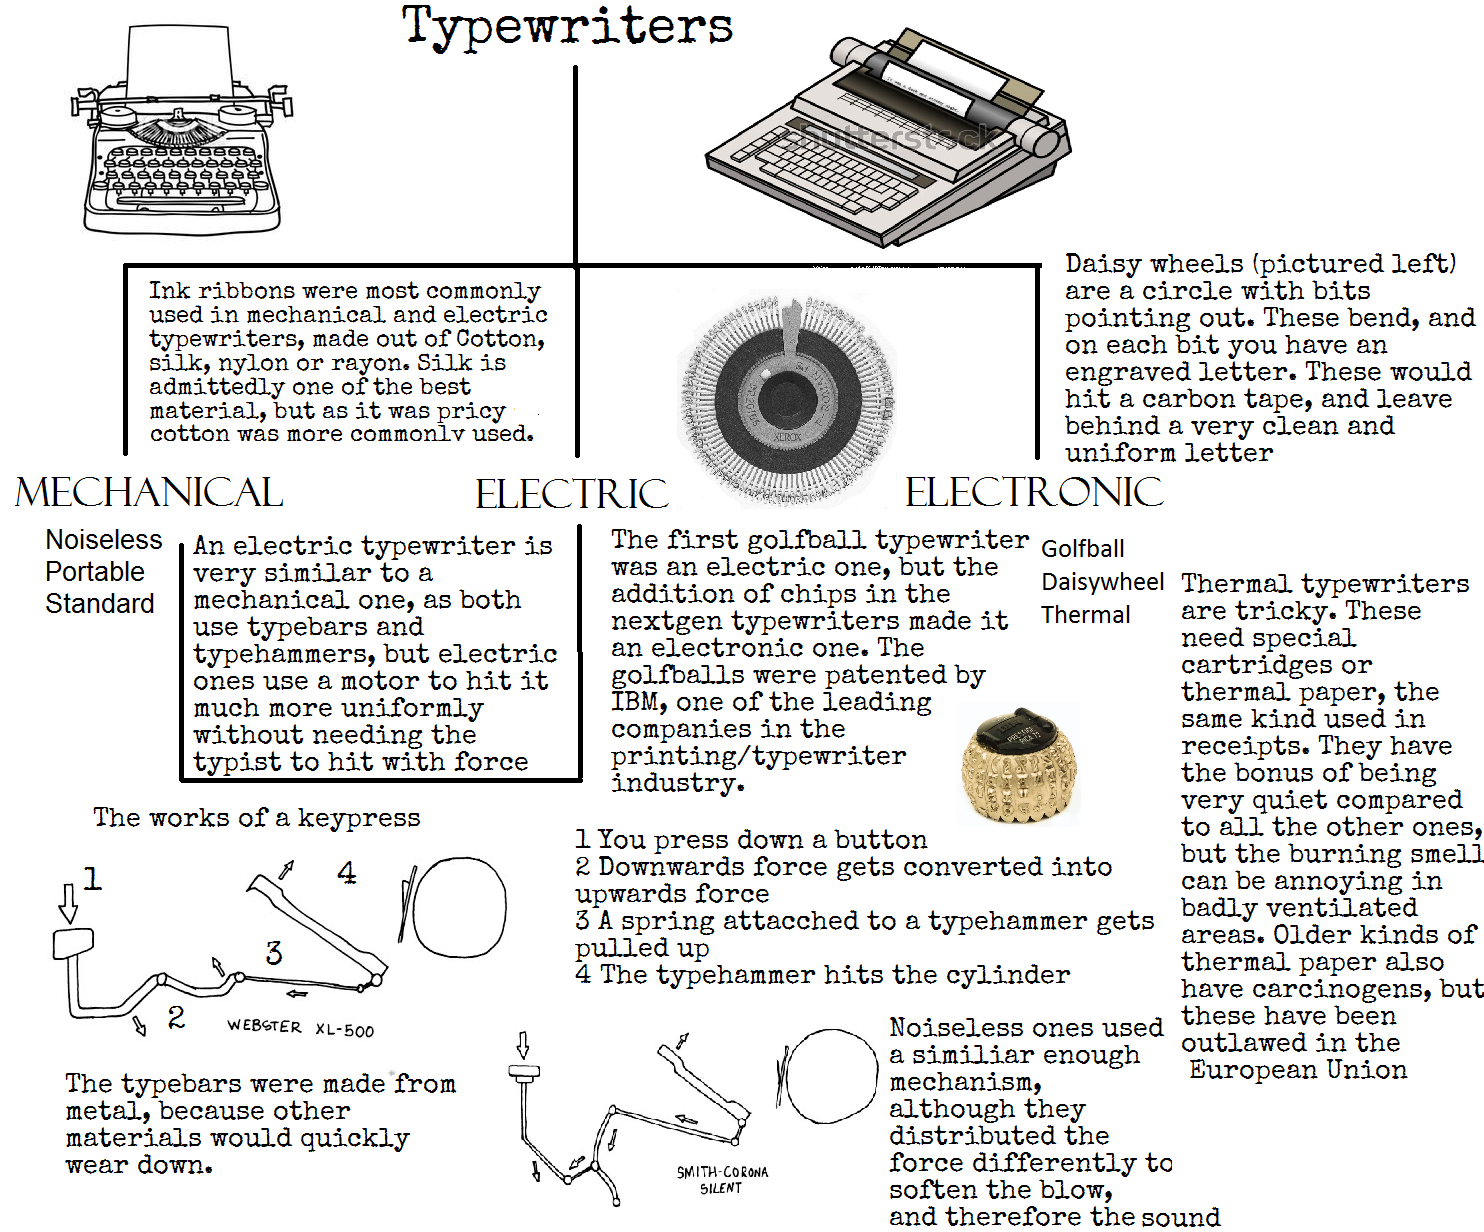 Typewriters
shutterstock
Ink ribbons were most commonly
used in mechanical and electric
typewriters, made out of Cotton,
silk, nylon or rayon. Silk is
admittedly one of the best
material, but as it was pricy
cotton was more commonly used.
XEROX
Daisy wheels (pictured left)
are a circle with bits
pointing out. These bend, and
on each bit you have an
engraved letter. These would
hit a carbon tape, and leave
behind a very clean and
uniform letter
MECHANICAL
ELECTRIC
ELECTRONIC
Noiseless
Portable
Standard
An electric typewriter is
very similar to a
mechanical one, as both
use typebars and
typehammers, but electric
ones use a motor to hit it
much more uniformly
without needing the
typist to hit with force
The first golfball typewriter
was an electric one, but the
addition of chips in the
nextgen typewriters made it
an electronic one. The
golfballs were patented by
IBM, one of the leading
companies in the
printing/typewriter
industry.
Golfball
Daisywheel
Thermal
Thermal typewriters
are tricky. These
need special
cartridges or
thermal paper, the
same kind used in
receipts. They have
the bonus of being
very quiet compared
to all the other ones,
but the burning smell
can be annoying in
badly ventilated
areas. Older kinds of
thermal paper also
have carcinogens, but
these have been
outlawed in the
European Union
The works of a keypress
1
2
3
4
WEBSTER XL-500
1 You press down a button
2 Downwards force gets converted into
upwards force
3 A spring attacched to a typehammer gets
pulled up
4 The typehammer hits the cylinder
The typebars were made from
metal, because other
materials would quickly
wear down.
SMITH-CORONA
SILENT
Noiseless ones used
a similiar enough
mechanism,
although they
distributed the
force differently to
soften the blow,
and therefore the sound